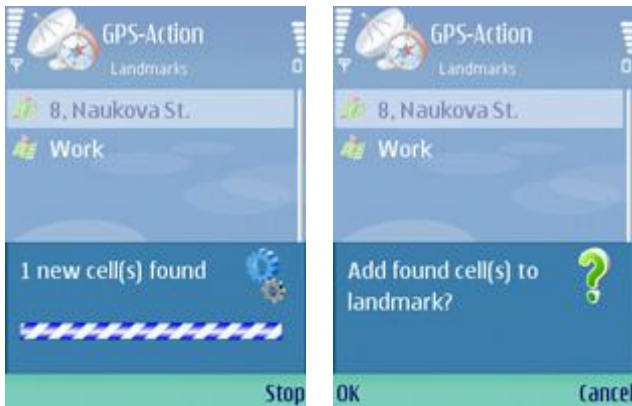 GPS-Action
Landmarks
8, Naukova St.
Work
1 new cell(s) found
Stop
GPS-Action
Landmarks
8, Naukova St.
Work
Add found cell(s) to
landmark?
OK Cancel